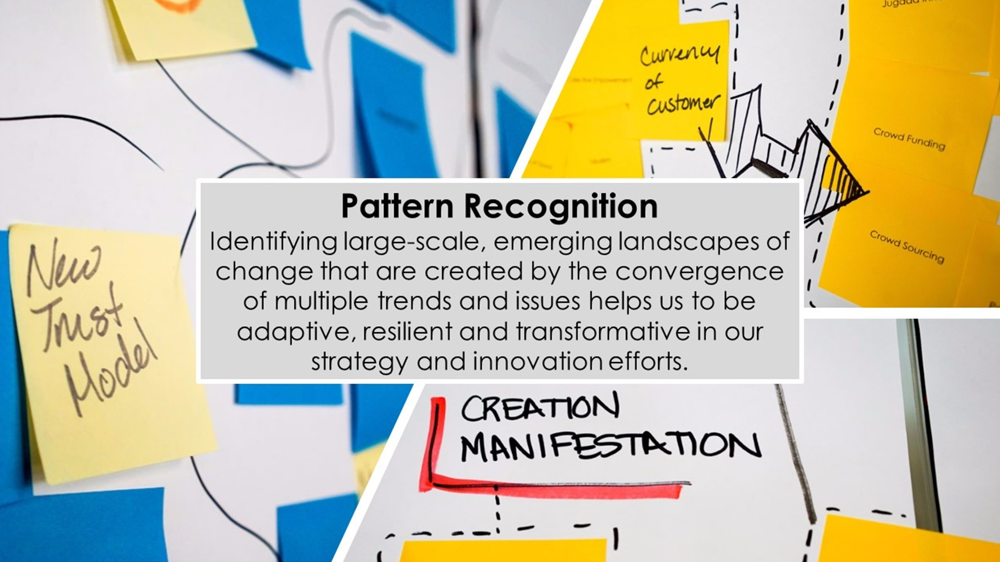 Jugaad
Currency
of
Customer
Empowerment
Crowd Funding
Crowd Sourcing
Pattern Recognition
Identifying large-scale, emerging landscapes of
change that are created by the convergence
of multiple trends and issues helps us to be
adaptive, resilient and transformative in our
strategy and innovation efforts.
New
Trust
Model
CREATION
MANIFESTATION